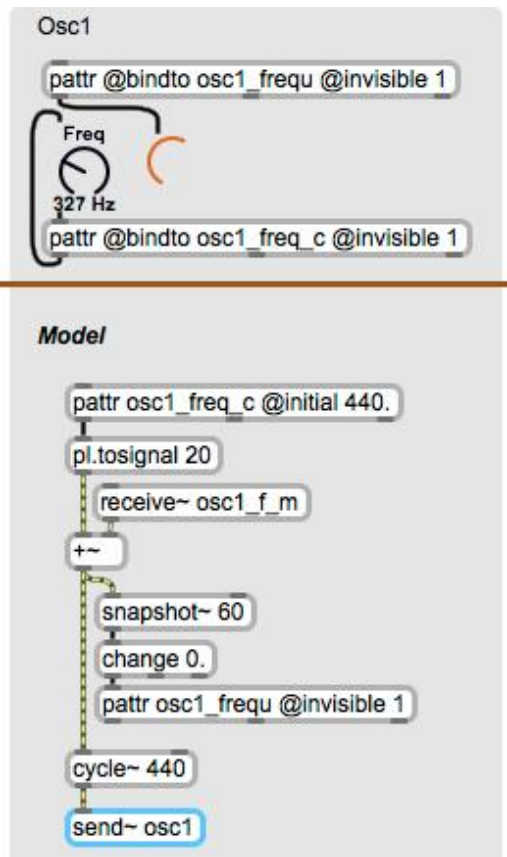 Osc1
pattr @bindto osc1_frequ @invisible 1
Freq
327 Hz
pattr @bindto osc1_freq_c @invisible 1
Model
pattr osc1_freq_c @initial 440.
pl.tosignal 20
receive~ osc1_f_m
+~
snapshot~ 60
change 0.
pattr osc1_frequ @invisible 1
cycle~ 440
send~ osc1